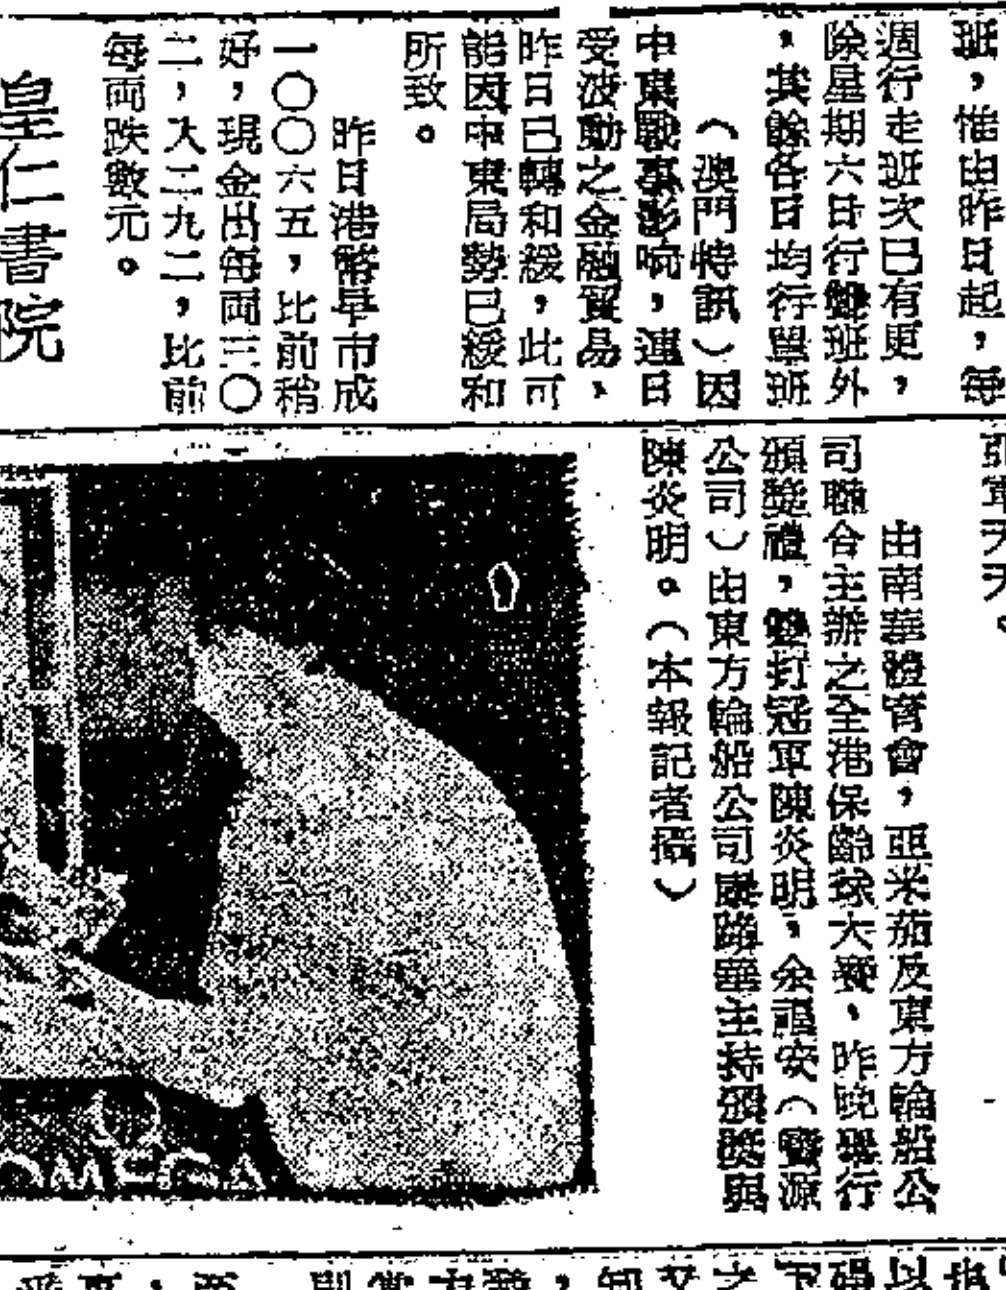 班，惟由昨日起，每
週行走班次已有更，
除星期六日行雙班外
，其餘各日均行單班
（澳門特訊）因
中東戰事影响，連日
受波動之金融貿易、
昨日已轉和緩，此可
能因中東局勢已緩和
所致。
昨日港幣早市成
一〇〇六五，比前稍
好，現金出每両三〇
二，入二九二，比前
每両跌數元。
皇仁書院
由南華體育會，亞米茄及東方輪船公
司聯合主辦之全港保齡球大賽、昨晚舉行
頒獎禮，雙打冠軍陳炎明，余福安（寶源
公司）由東方輪船公司康路華主持頒獎與
陳炎明。（本報記者攝）
OMEGA